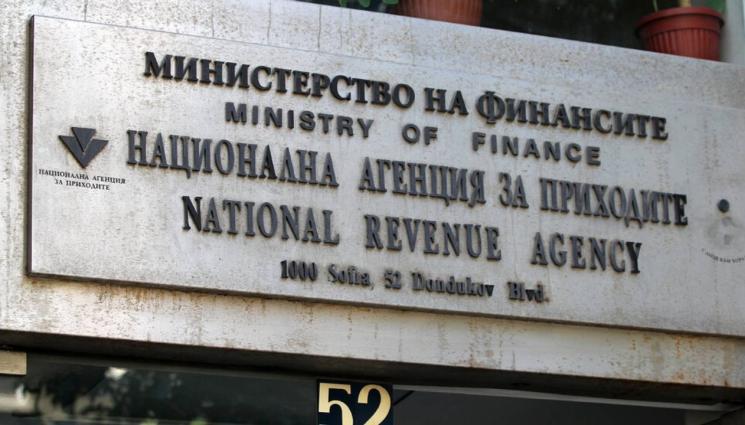 МИНИСТЕРСТВО НА ФИНАНСИТЕ
MINISTRY OF FINANCE
НАЦИОНАЛНА АГЕНЦИЯ ЗА ПРИХОДИТЕ
NATIONAL REVENUE AGENCY
1000 Sofia, 52 Dondukov Blvd.
НАЦИОНАЛНА АГЕНЦИЯ
ЗА ПРИХОДИТЕ
52